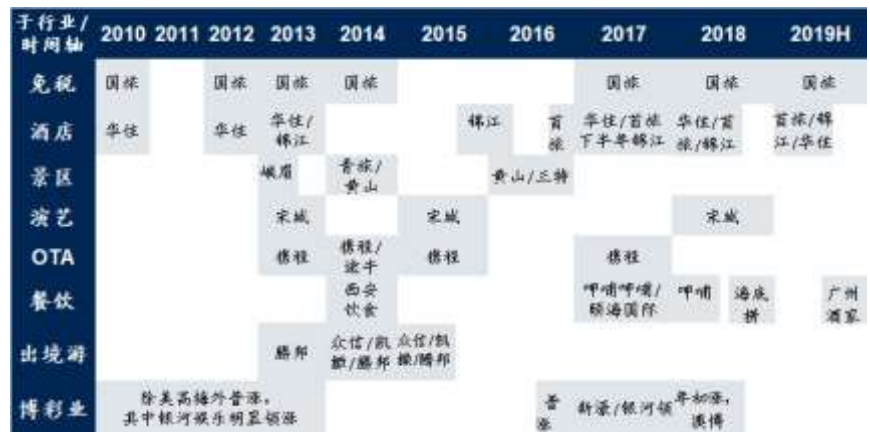 子行业/
时间轴
2010 2011 2012 2013 2014 2015 2016 2017 2018 2019H
免税 国旅 国旅 国旅 国旅 国旅 国旅 国旅
酒店 华住 华住 华住/
锦江 锦江 首
旅 华住/首旅
下半年锦江 华住/首
旅/锦江 首旅/锦
江/华住
景区 峨眉 青旅/
黄山 黄山/三特
演艺 宋城 宋城 宋城
OTA 携程 携程/
途牛 携程 携程
餐饮 西安
饮食 呷哺呷哺/
颐海国际 呷哺 海底
捞 广州
酒家
出境游 腾邦 众信/凯
撒/腾邦 众信/凯
撒/腾邦
博彩业 除美高梅外普涨，
其中银河娱乐明显领涨 普
涨 新濠/银河领 年初涨，
澳博